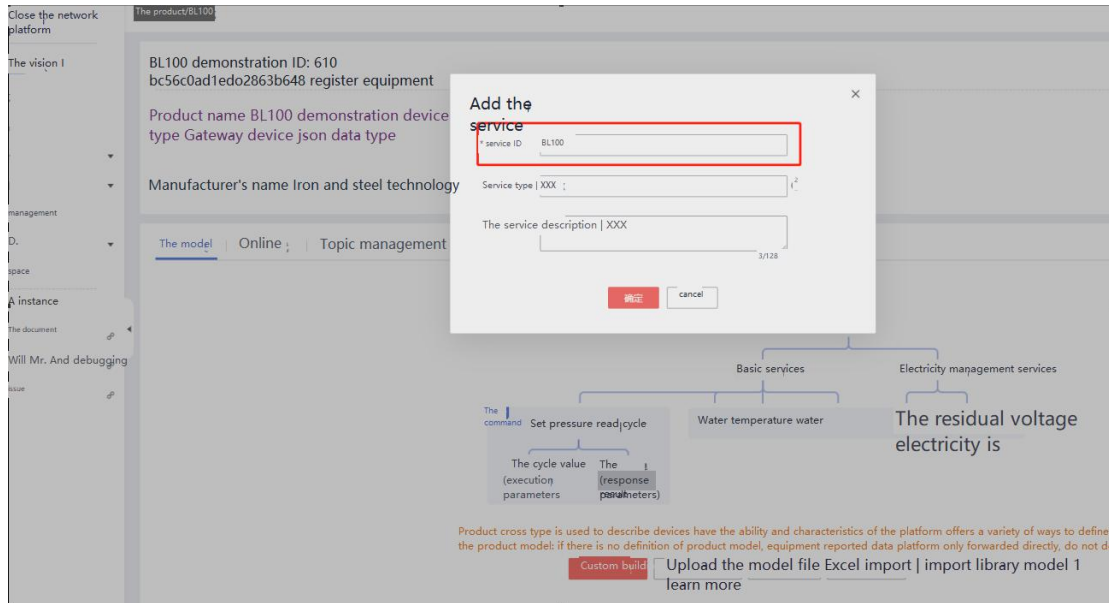 Close the network
platform
The product/BL100
The vision I
BL100 demonstration ID: 610
bc56c0ad1edo2863b648 register equipment
Product name BL100 demonstration device
type Gateway device json data type
Manufacturer's name Iron and steel technology
management
D.
space
A instance
The document
Will Mr. And debugging
issue
The model
Online
Topic management
Add the
service
* service ID
BL100
Service type | XXX
The service description | XXX
3/128
确定
cancel
Basic services
Electricity management services
The
command
Set pressure read cycle
Water temperature water
The residual voltage
electricity is
The cycle value
(execution
parameters
The
(response
parameters)
Product cross type is used to describe devices have the ability and characteristics of the platform offers a variety of ways to define
the product model: if there is no definition of product model, equipment reported data platform only forwarded directly, do not d
Custom build
Upload the model file Excel import | import library model 1
learn more